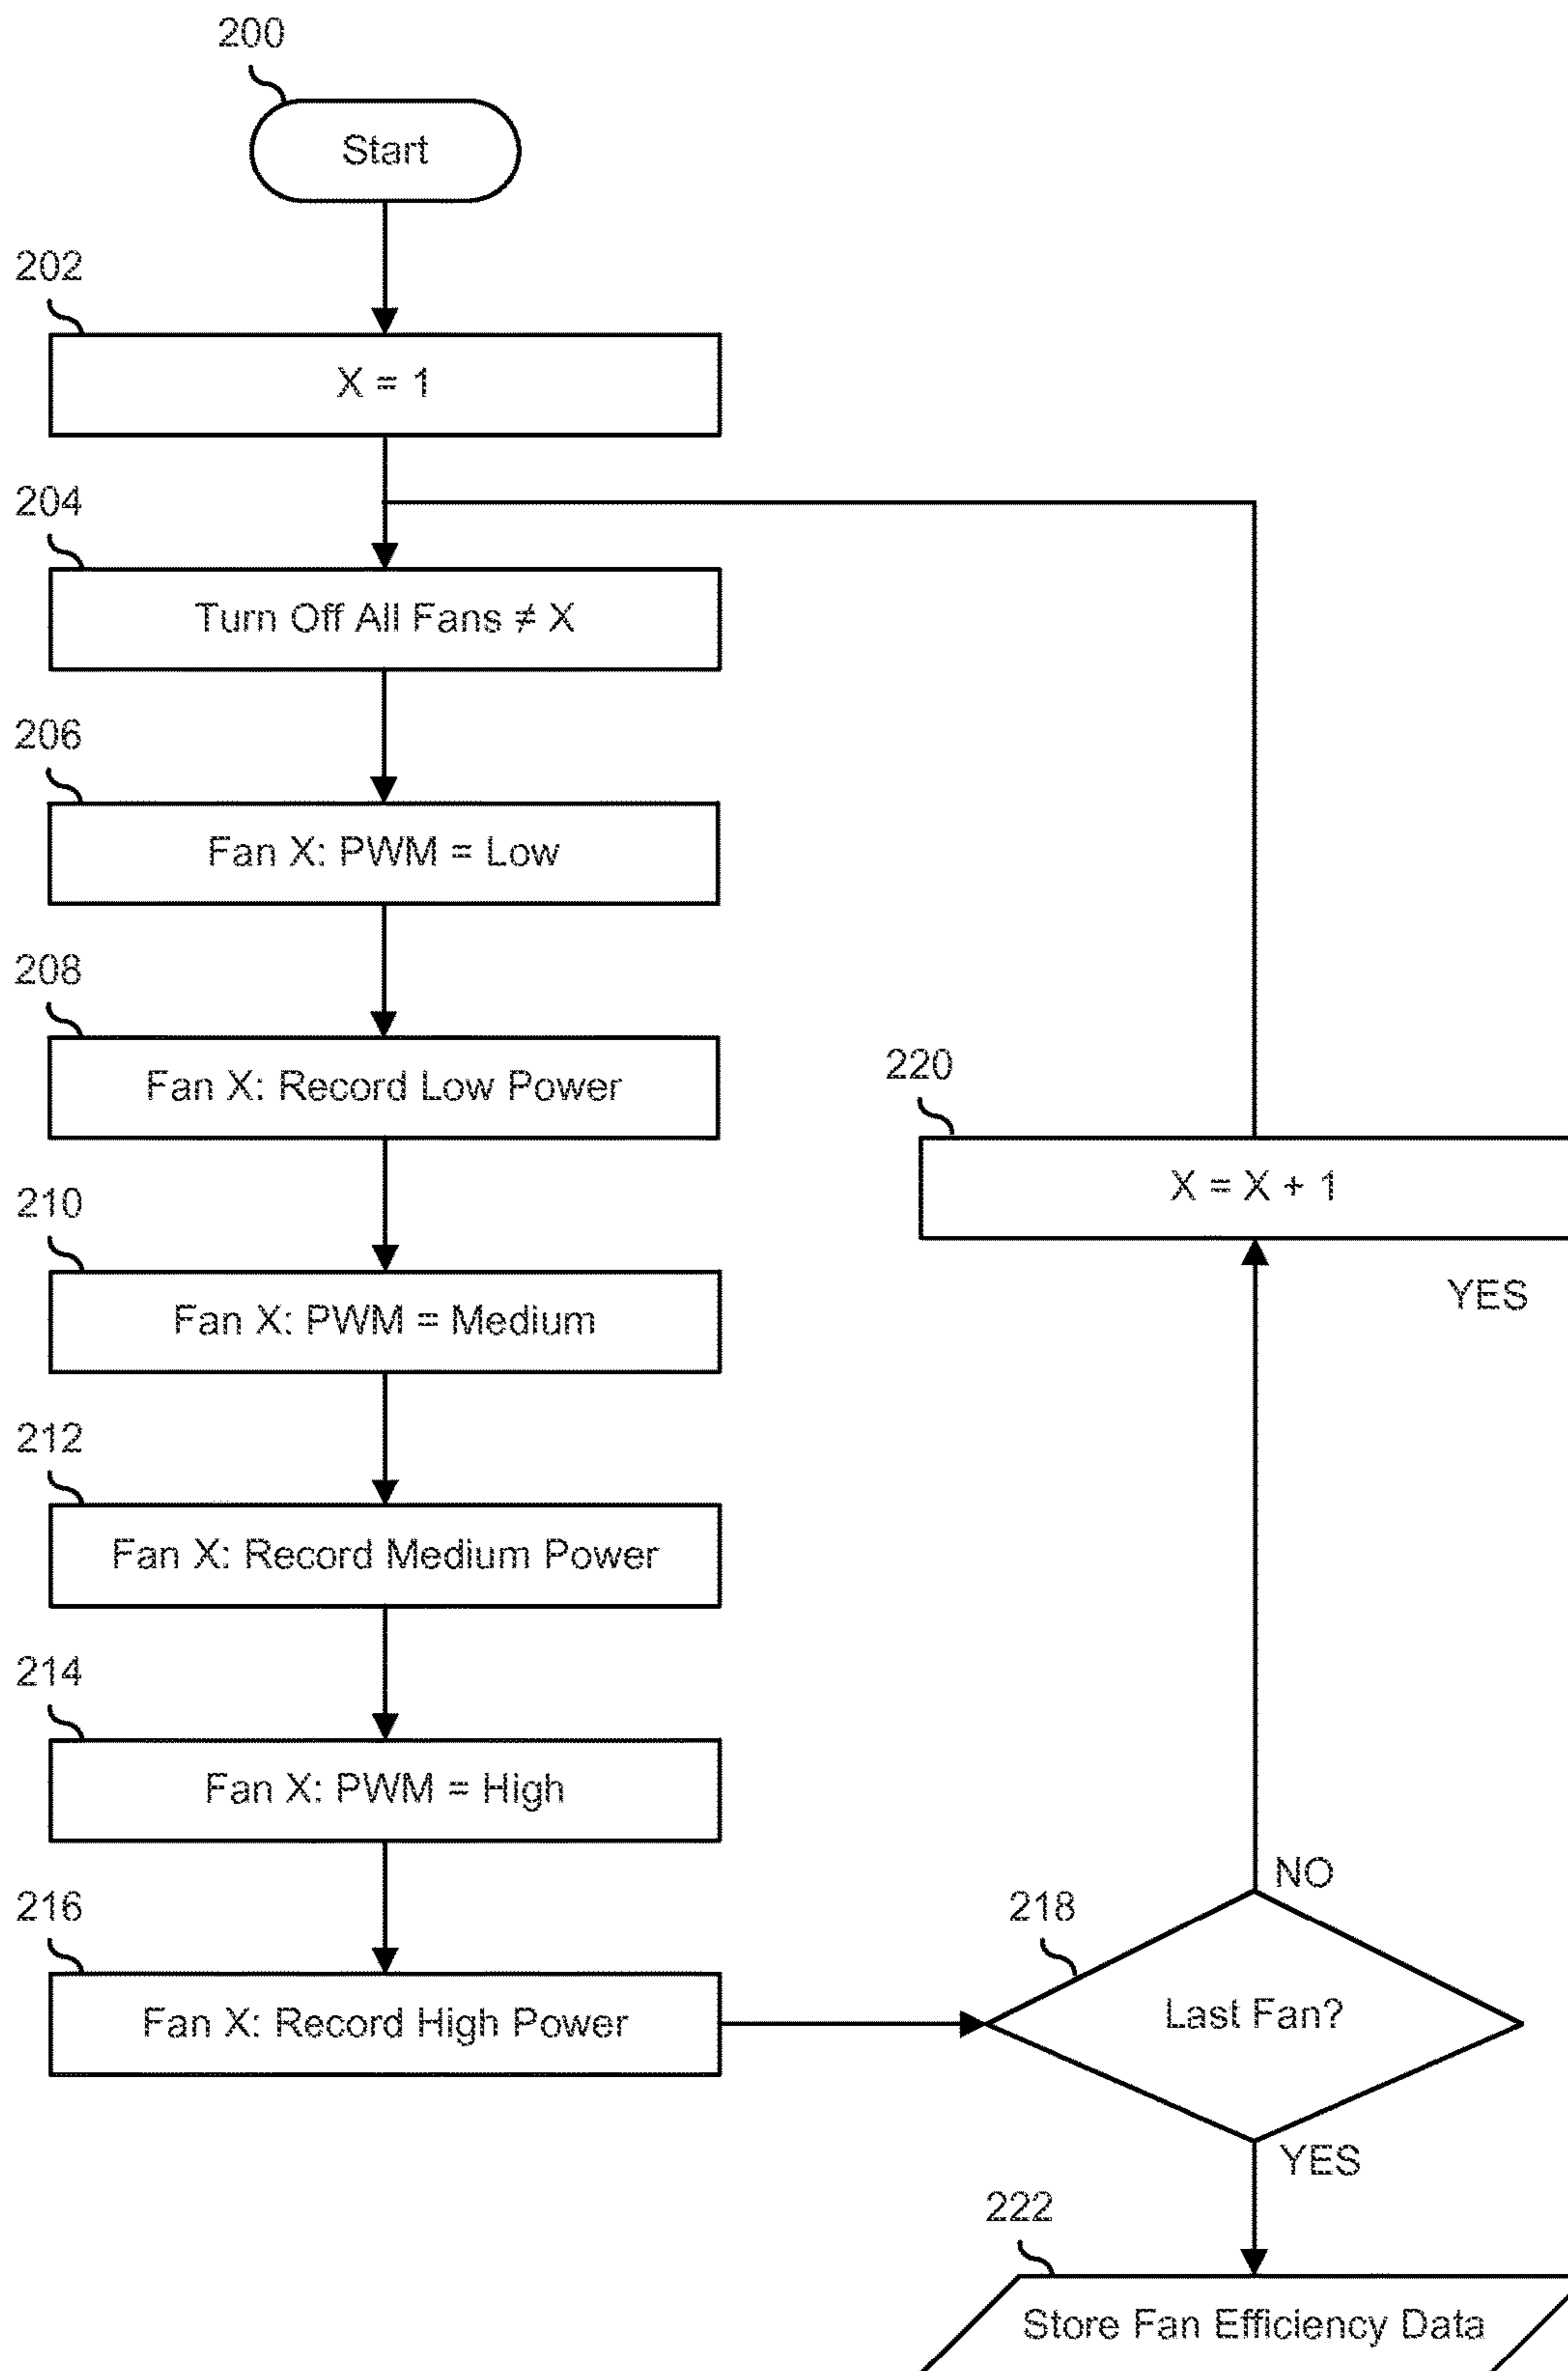 200
Start
202
X = 1
204
Turn Off All Fans ≠ X
206
Fan X: PWM = Low
208
Fan X: Record Low Power
210
Fan X: PWM = Medium
212
Fan X: Record Medium Power
214
Fan X: PWM = High
216
Fan X: Record High Power
220
X = X + 1
YES
NO
218
Last Fan?
YES
222
Store Fan Efficiency Data